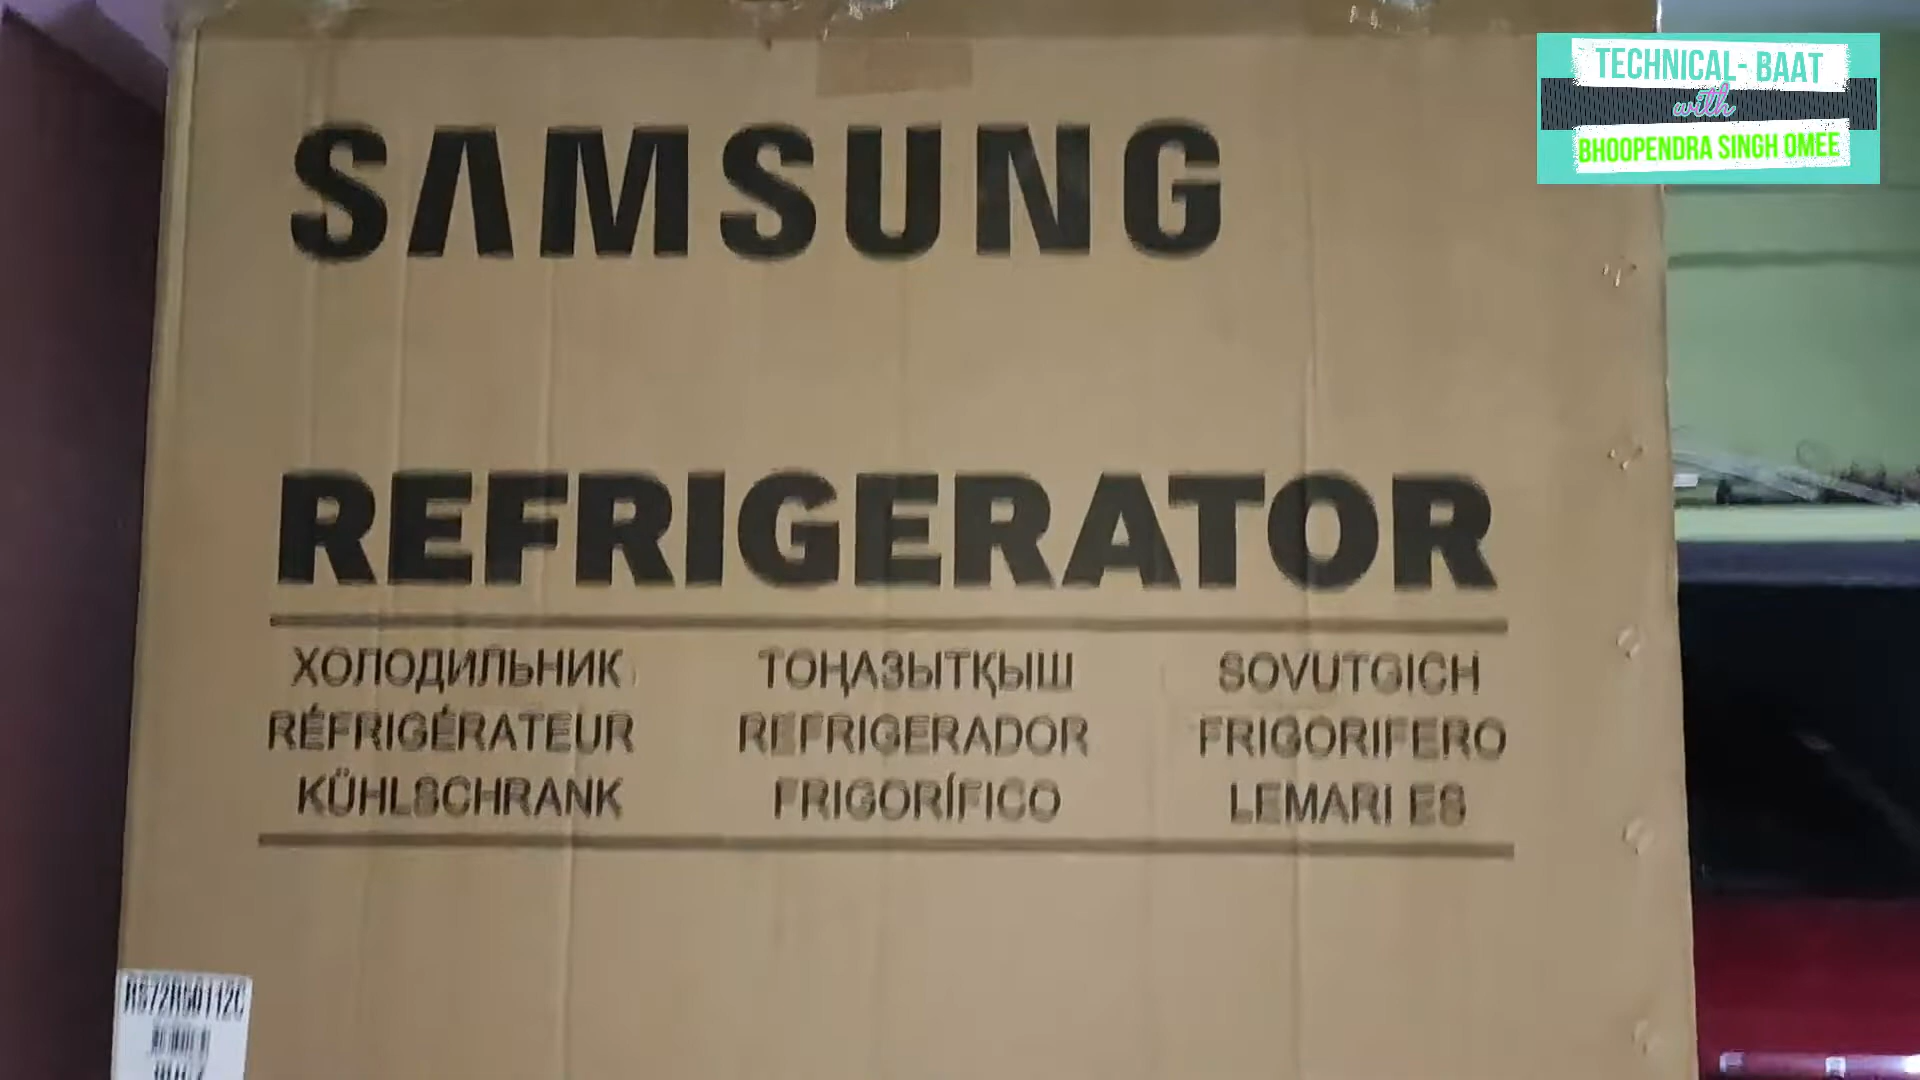 TECHNICAL- BAAT
with
BHOOPENDRA SINGH OMEE
SAMSUNG
REFRIGERATOR
ХОЛОДИЛЬНИК ТОҢАЗЫТҚЫШ SOVUTGICH
RÉFRIGÉRATEUR REFRIGERADOR FRIGORIFERO
KÜHLSCHRANK FRIGORÍFICO LEMARI ES